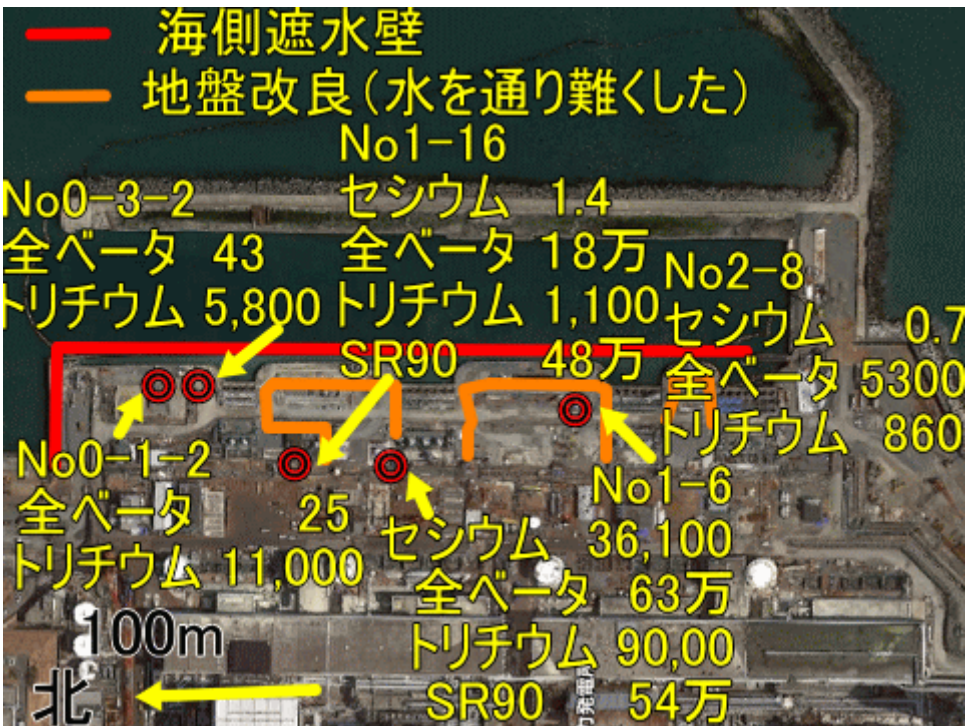 海側遮水壁
地盤改良(水を通り難くした)
No1-16
セシウム 1.4
全ベータ 18万
トリチウム 1,100
SR90 48万
No0-3-2
全ベータ 43
トリチウム 5,800
No2-8
セシウム 0.7
全ベータ 5300
トリチウム 860
No0-1-2
全ベータ 25
トリチウム 11,000
No1-6
セシウム 36,100
全ベータ 63万
トリチウム 90,00
SR90 54万
100m
北
力発電所